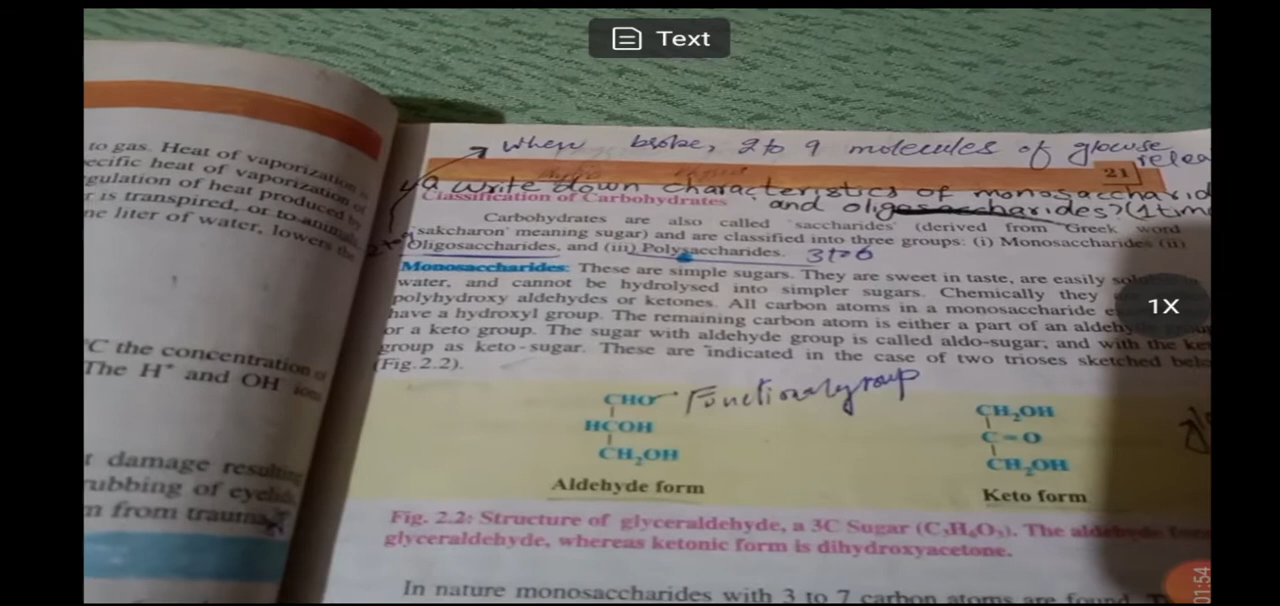 Text
to gas. Heat of vaporization
ecific heat of vaporization of
gulation of heat produced by
r is transpired, or to animals
ne liter of water, lowers the
°C the concentration of
The H⁺ and OH ions
t damage resulting
rubbing of eyelids
m from trauma
when broke, 2 to 9 molecules of glowse relea
21
Write down characteristics of monosaccharid
and oligosaccharides? (1 time
Classification of Carbohydrates
Carbohydrates are also called 'saccharides' (derived from Greek word
'sakcharon' meaning sugar) and are classified into three groups: (i) Monosaccharides (ii)
Oligosaccharides, and (iii) Polysaccharides. 3 to 6
Monosaccharides: These are simple sugars. They are sweet in taste, are easily
water, and cannot be hydrolysed into simpler sugars. Chemically they
polyhydroxy aldehydes or ketones. All carbon atoms in a monosaccharide
have a hydroxyl group. The remaining carbon atom is either a part of an
or a keto group. The sugar with aldehyde group is called aldo-sugar, and with the
group as keto-sugar. These are indicated in the case of two trioses sketched
(Fig.2.2).
CHO Functional group
HCOH
CH₂OH
Aldehyde form
CH₂OH
C=O
CH₂OH
Keto form
Fig. 2.2: Structure of glyceraldehyde, a 3C Sugar (C₃H₆O₃). The
glyceraldehyde, whereas ketonic form is dihydroxyacetone.
In nature monosaccharides with 3 to 7 carbon atoms are found.
1X
01:54